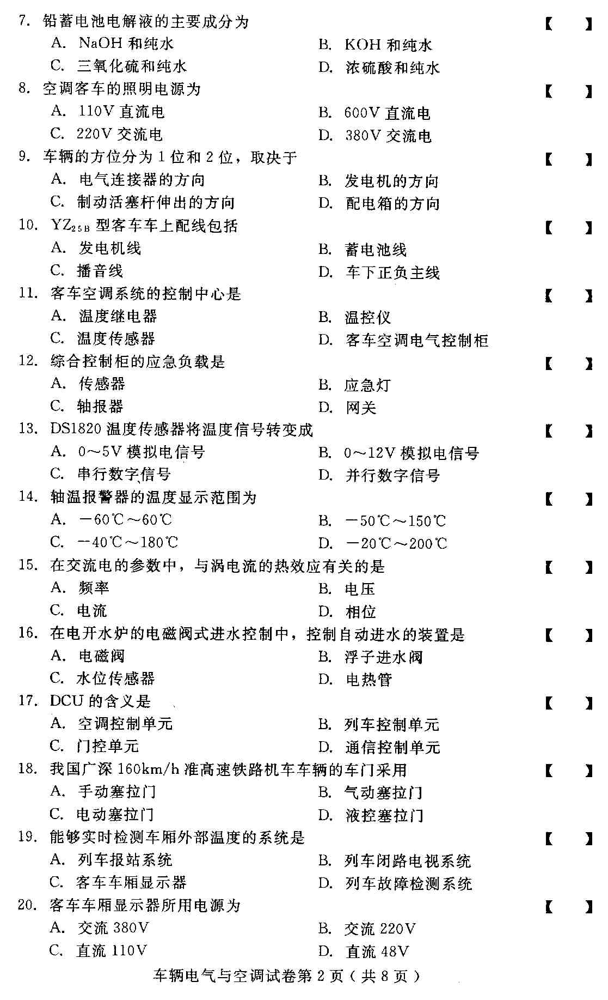 7. 铅蓄电池电解液的主要成分为 【 】
A. NaOH 和纯水 B. KOH 和纯水
C. 三氧化硫和纯水 D. 浓硫酸和纯水
8. 空调客车的照明电源为 【 】
A. 110V 直流电 B. 600V 直流电
C. 220V 交流电 D. 380V 交流电
9. 车辆的方位分为 1 位和 2 位，取决于 【 】
A. 电气连接器的方向 B. 发电机的方向
C. 制动活塞杆伸出的方向 D. 配电箱的方向
10. YZ₂₅B 型客车车上配线包括 【 】
A. 发电机线 B. 蓄电池线
C. 播音线 D. 车下正负主线
11. 客车空调系统的控制中心是 【 】
A. 温度继电器 B. 温控仪
C. 温度传感器 D. 客车空调电气控制柜
12. 综合控制柜的应急负载是 【 】
A. 传感器 B. 应急灯
C. 轴报器 D. 网关
13. DS1820 温度传感器将温度信号转变成 【 】
A. 0～5V 模拟电信号 B. 0～12V 模拟电信号
C. 串行数字信号 D. 并行数字信号
14. 轴温报警器的温度显示范围为 【 】
A. －60℃～60℃ B. －50℃～150℃
C. －40℃～180℃ D. －20℃～200℃
15. 在交流电的参数中，与涡电流的热效应有关的是 【 】
A. 频率 B. 电压
C. 电流 D. 相位
16. 在电开水炉的电磁阀式进水控制中，控制自动进水的装置是 【 】
A. 电磁阀 B. 浮子进水阀
C. 水位传感器 D. 电热管
17. DCU 的含义是 【 】
A. 空调控制单元 B. 列车控制单元
C. 门控单元 D. 通信控制单元
18. 我国广深 160km/h 准高速铁路机车车辆的车门采用 【 】
A. 手动塞拉门 B. 气动塞拉门
C. 电动塞拉门 D. 液控塞拉门
19. 能够实时检测车厢外部温度的系统是 【 】
A. 列车报站系统 B. 列车闭路电视系统
C. 客车车厢显示器 D. 列车故障检测系统
20. 客车车厢显示器所用电源为 【 】
A. 交流 380V B. 交流 220V
C. 直流 110V D. 直流 48V
车辆电气与空调试卷第 2 页（共 8 页）